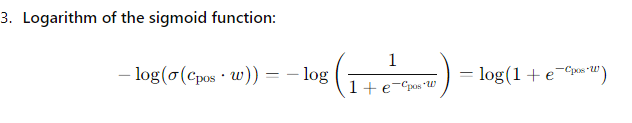 3. Logarithm of the sigmoid function:
− log(σ(c_pos · w)) = − log (1 / (1 + e^{−c_pos·w})) = log(1 + e^{−c_pos·w})